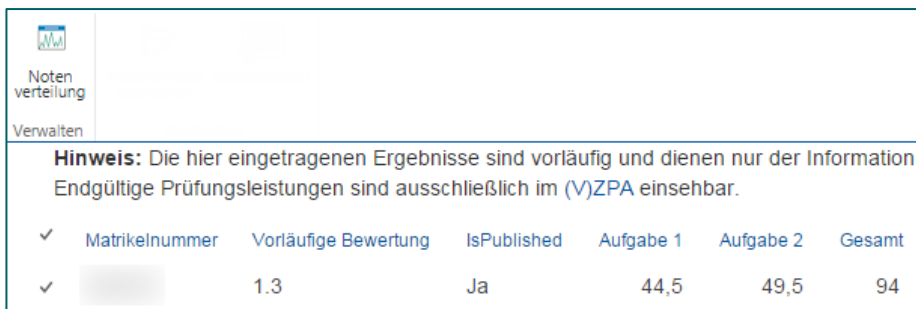 Noten
verteilung
Verwalten
Hinweis: Die hier eingetragenen Ergebnisse sind vorläufig und dienen nur der Information
Endgültige Prüfungsleistungen sind ausschließlich im (V)ZPA einsehbar.
Matrikelnummer Vorläufige Bewertung IsPublished Aufgabe 1 Aufgabe 2 Gesamt
1.3 Ja 44,5 49,5 94